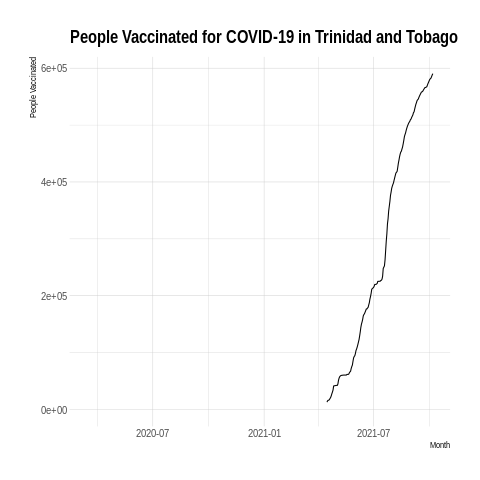 People Vaccinated for COVID-19 in Trinidad and Tobago
People Vaccinated
6e+05
4e+05
2e+05
0e+00
2020-07
2021-01
2021-07
Month